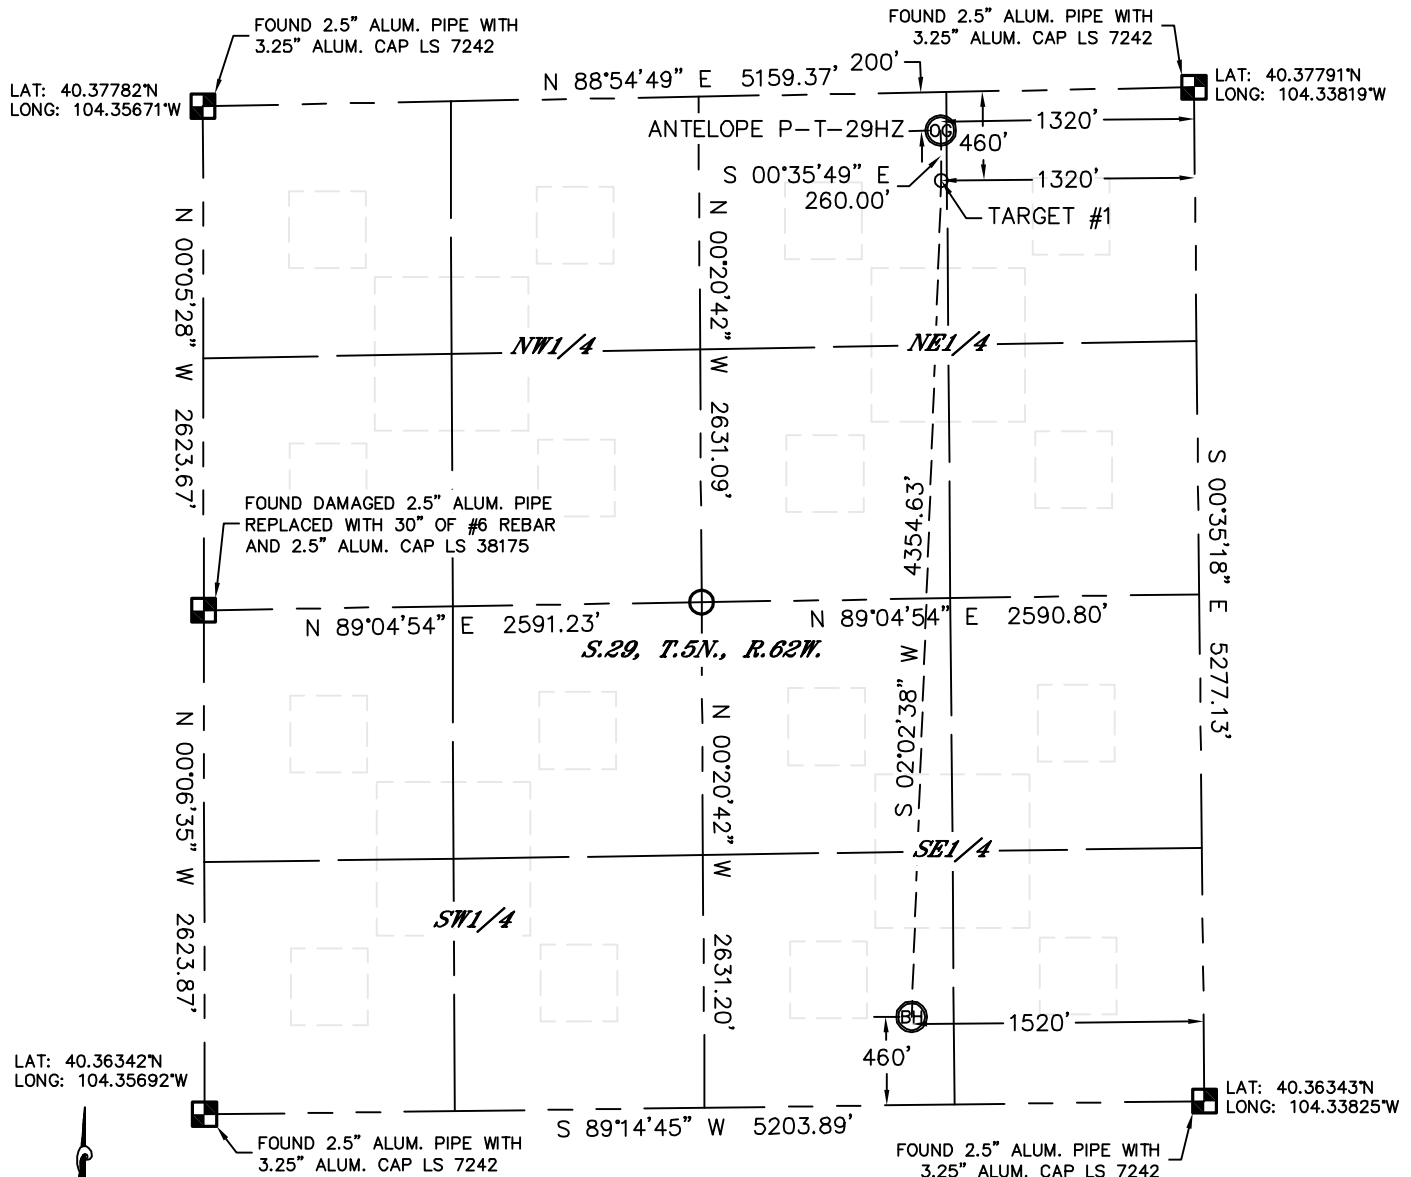 FOUND 2.5" ALUM. PIPE WITH
3.25" ALUM. CAP LS 7242
FOUND 2.5" ALUM. PIPE WITH
3.25" ALUM. CAP LS 7242
LAT: 40.37782°N
LONG: 104.35671°W
N 88°54'49" E 5159.37'
200'
LAT: 40.37791°N
LONG: 104.33819°W
ANTELOPE P-T-29HZ
OG
1320'
460'
S 00°35'49" E
260.00'
1320'
TARGET #1
N 00°05'28" W 2623.67'
N 00°20'42" W 2631.09'
NW1/4
NE1/4
S 00°35'18" E 5277.13'
FOUND DAMAGED 2.5" ALUM. PIPE
REPLACED WITH 30" OF #6 REBAR
AND 2.5" ALUM. CAP LS 38175
S 02°02'38" W 4354.63'
N 89°04'54" E 2591.23'
N 89°04'54" E 2590.80'
S.29, T.5N., R.62W.
N 00°06'35" W 2623.87'
N 00°20'42" W 2631.20'
SE1/4
SW1/4
BH
1520'
460'
LAT: 40.36342°N
LONG: 104.35692°W
LAT: 40.36343°N
LONG: 104.33825°W
S 89°14'45" W 5203.89'
FOUND 2.5" ALUM. PIPE WITH
3.25" ALUM. CAP LS 7242
FOUND 2.5" ALUM. PIPE WITH
3.25" ALUM. CAP LS 7242